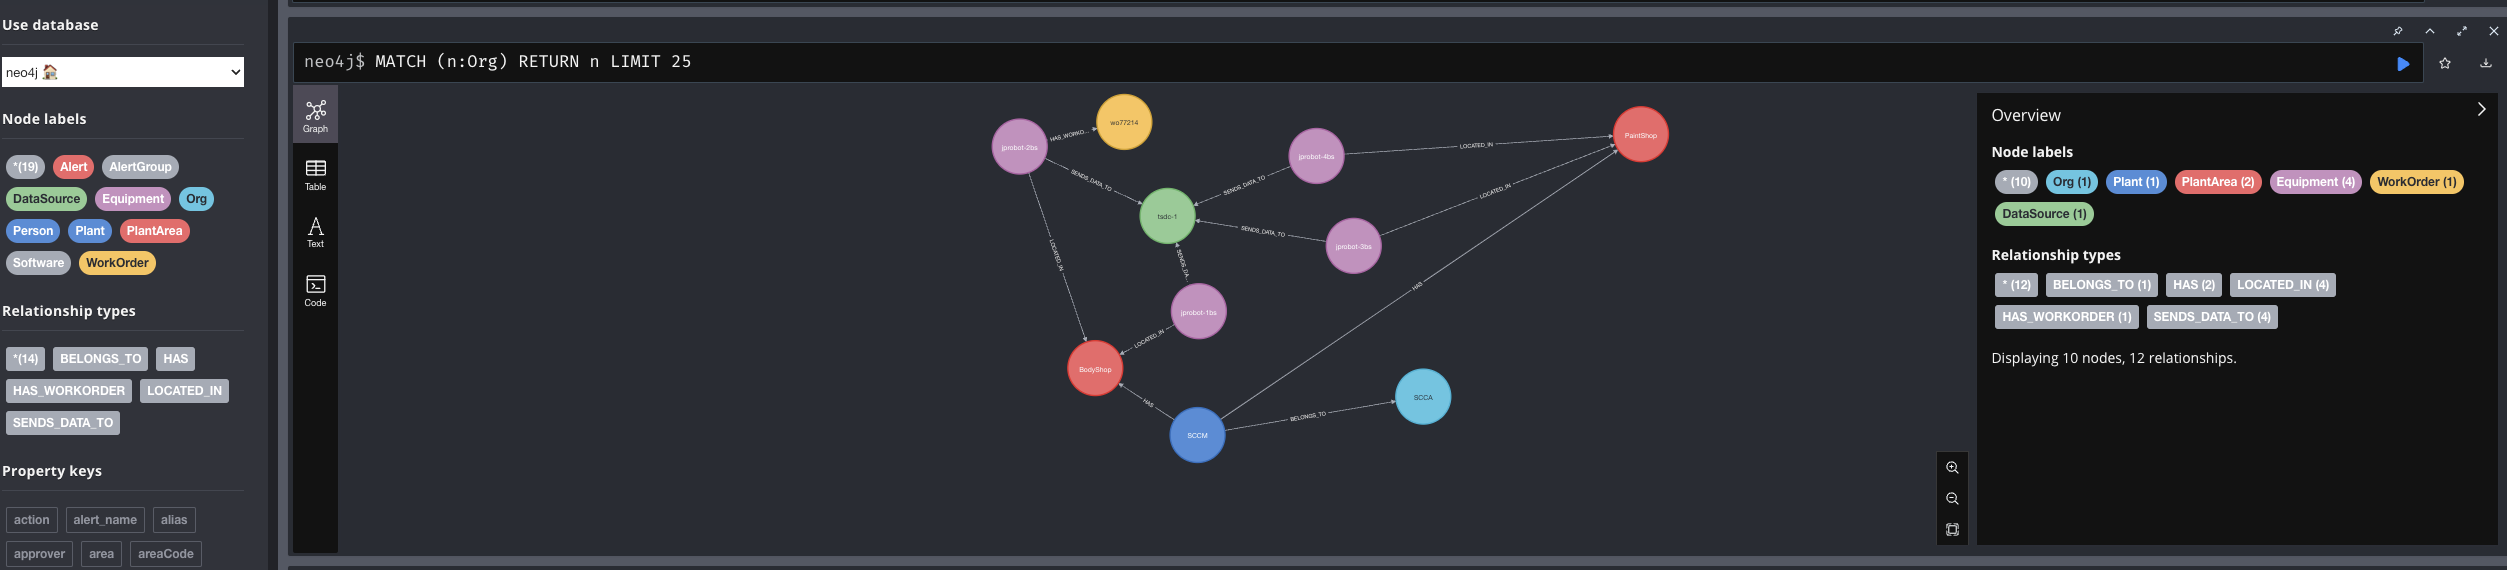 Use database
neo4j
Node labels
*(19) Alert AlertGroup
DataSource Equipment Org
Person Plant PlantArea
Software WorkOrder
Relationship types
*(14) BELONGS_TO HAS
HAS_WORKORDER LOCATED_IN
SENDS_DATA_TO
Property keys
action alert_name alias
approver area areaCode
neo4j$ MATCH (n:Org) RETURN n LIMIT 25
Graph
Table
Text
Code
wo77214
jprobot-2bs
HAS_WORKO...
jprobot-4bs
LOCATED_IN
PaintShop
SENDS_DATA_TO
SENDS_DATA_TO
LOCATED_IN
tsdc-1
SENDS_DATA_TO
jprobot-3bs
LOCATED_IN
SENDS_DA...
HAS
jprobot-1bs
LOCATED_IN
BodyShop
HAS
SCCA
BELONGS_TO
SCCM
Overview
Node labels
* (10) Org (1) Plant (1) PlantArea (2) Equipment (4) WorkOrder (1)
DataSource (1)
Relationship types
* (12) BELONGS_TO (1) HAS (2) LOCATED_IN (4)
HAS_WORKORDER (1) SENDS_DATA_TO (4)
Displaying 10 nodes, 12 relationships.